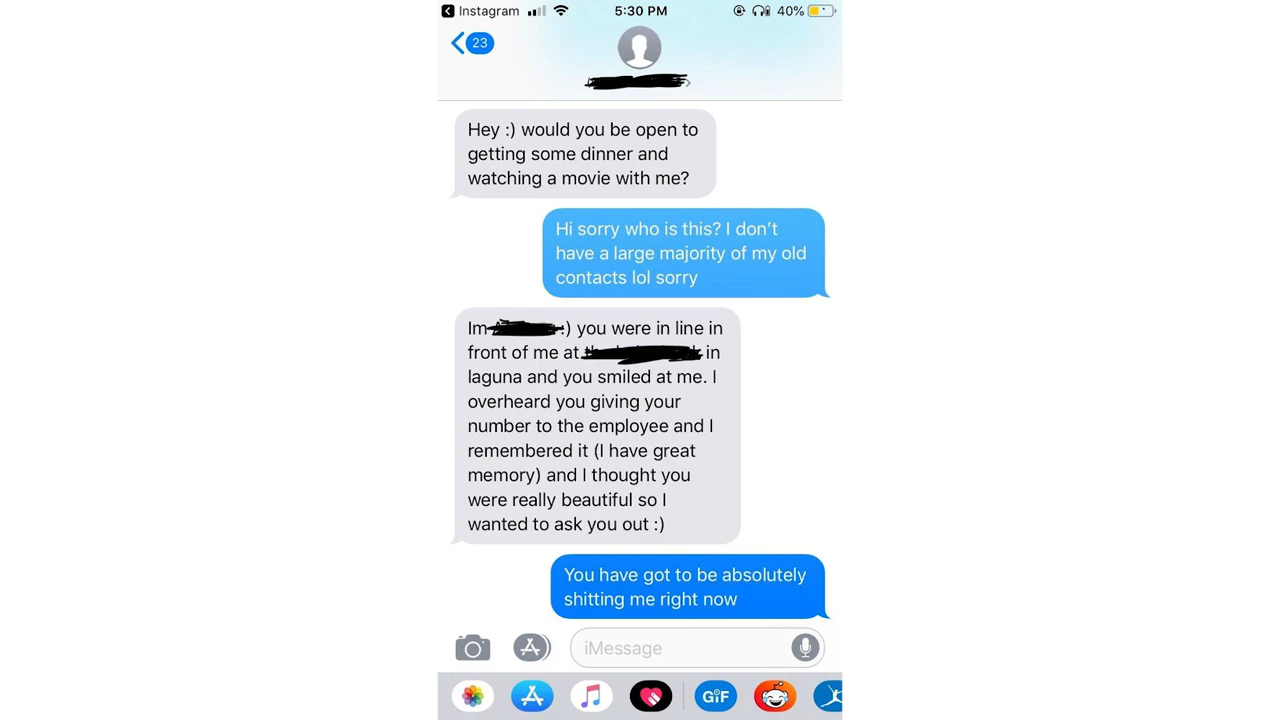 Instagram 5:30 PM 40%
23
Hey :) would you be open to
getting some dinner and
watching a movie with me?
Hi sorry who is this? I don’t
have a large majority of my old
contacts lol sorry
Im :) you were in line in
front of me at in
laguna and you smiled at me. I
overheard you giving your
number to the employee and I
remembered it (I have great
memory) and I thought you
were really beautiful so I
wanted to ask you out :)
You have got to be absolutely
shitting me right now
iMessage
GIF